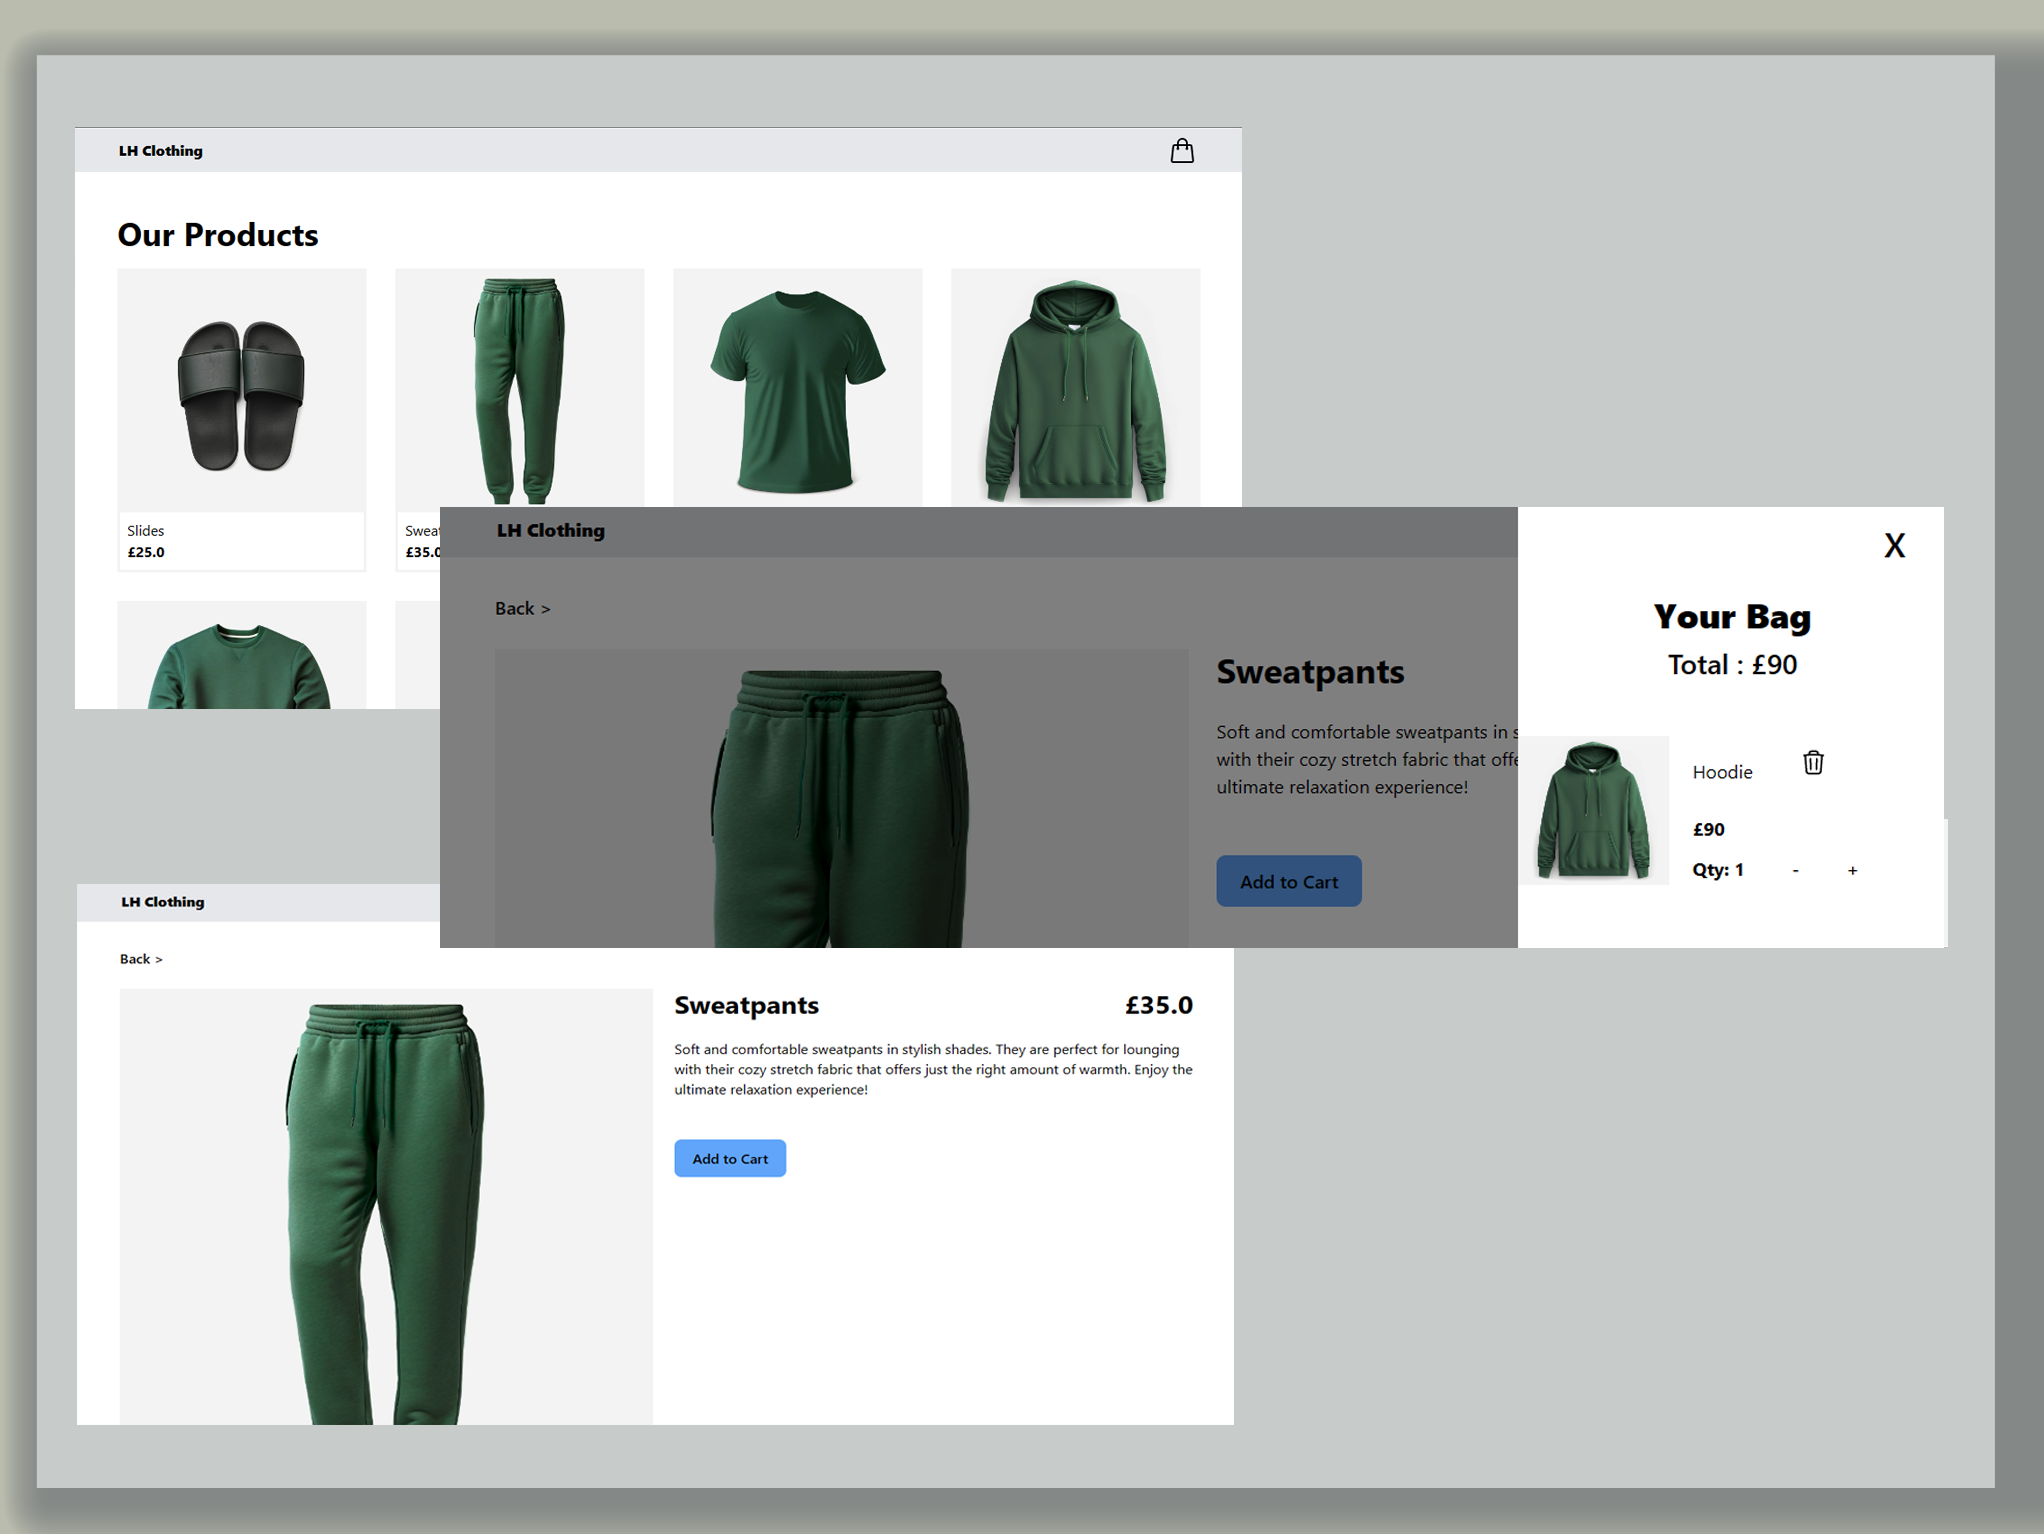 LH Clothing
Our Products
Slides
£25.0
£35.0
LH Clothing
Back >
Sweatpants
Soft and comfortable sweatpants in
with their cozy stretch fabric that
ultimate relaxation experience!
Add to Cart
X
Your Bag
Total : £90
Hoodie
£90
Qty: 1 - +
LH Clothing
Back >
Sweatpants £35.0
Soft and comfortable sweatpants in stylish shades. They are perfect for lounging
with their cozy stretch fabric that offers just the right amount of warmth. Enjoy the
ultimate relaxation experience!
Add to Cart